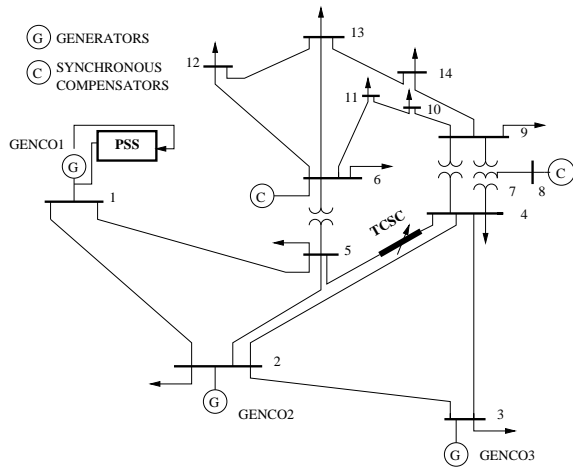 G GENERATORS
C SYNCHRONOUS
COMPENSATORS
13
12
14
11
10
GENCO1
PSS
9
G
6
C
7
8
C
1
TCSC
4
5
2
G
GENCO2
3
G
GENCO3